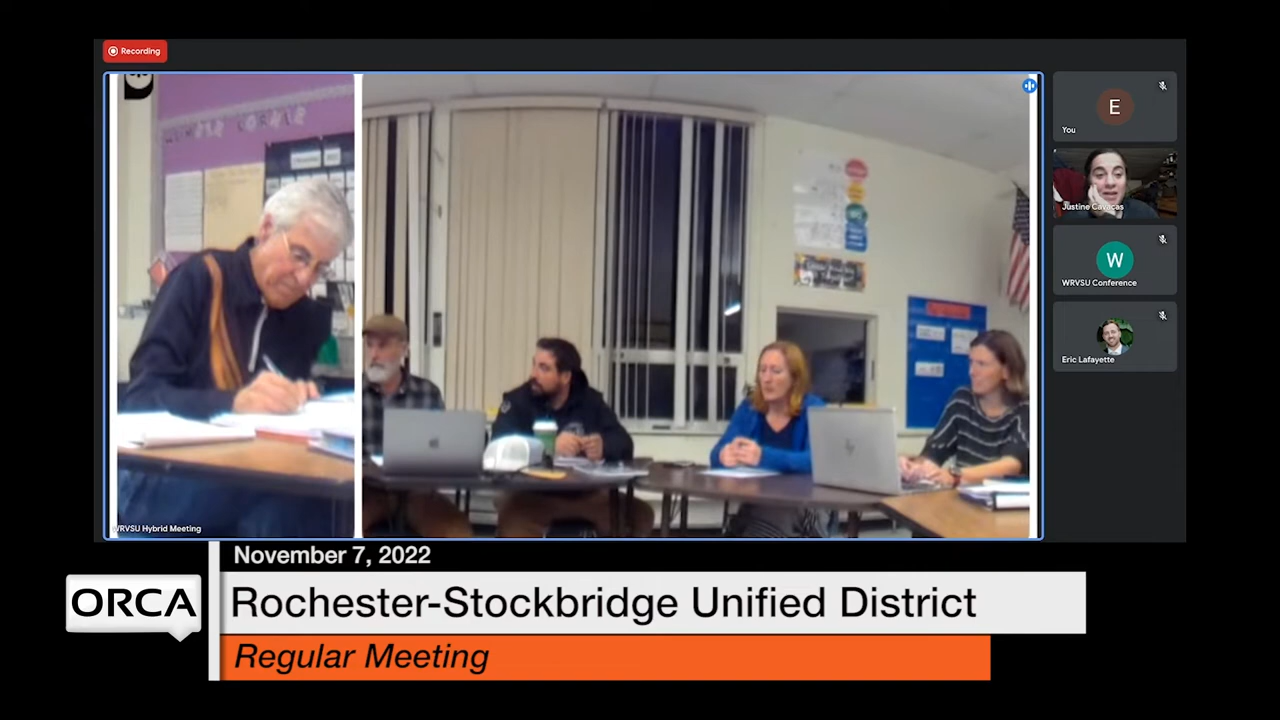 Recording
E
You
Justine Cavacas
W
WRVSU Conference
Eric Lafayette
WRVSU Hybrid Meeting
November 7, 2022
ORCA
Rochester-Stockbridge Unified District
Regular Meeting